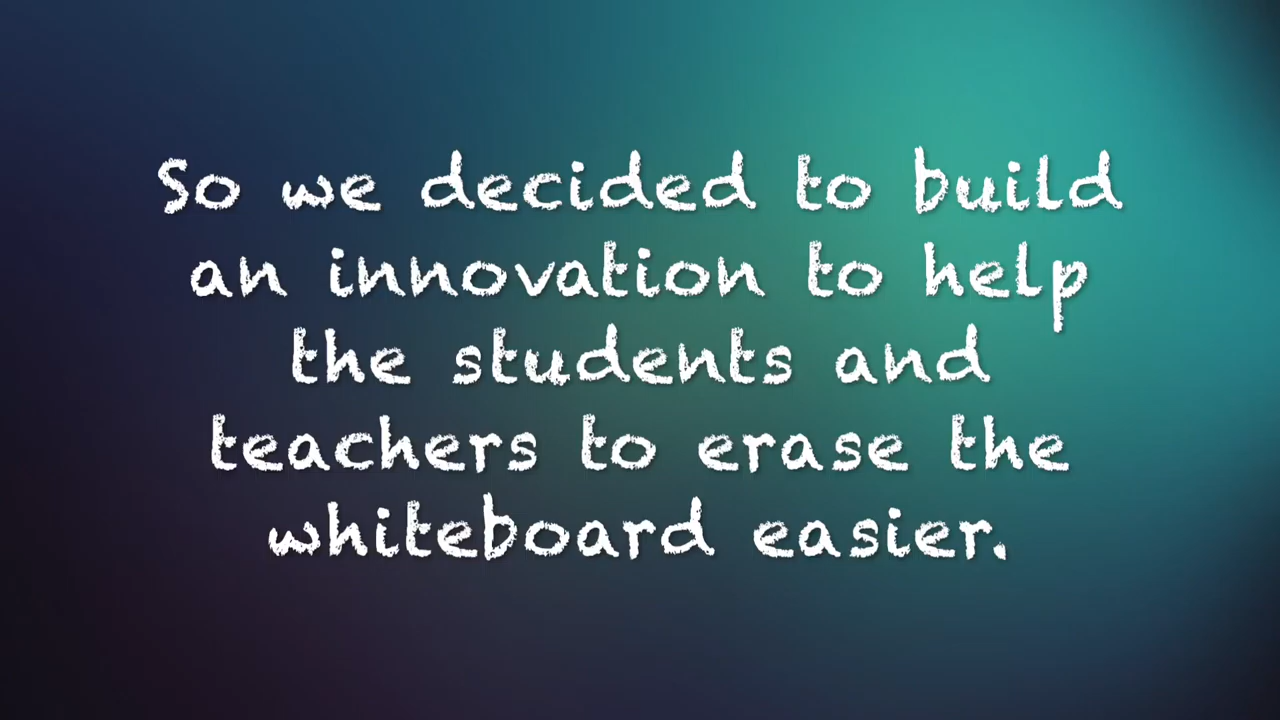 So we decided to build
an innovation to help
the students and
teachers to erase the
whiteboard easier.